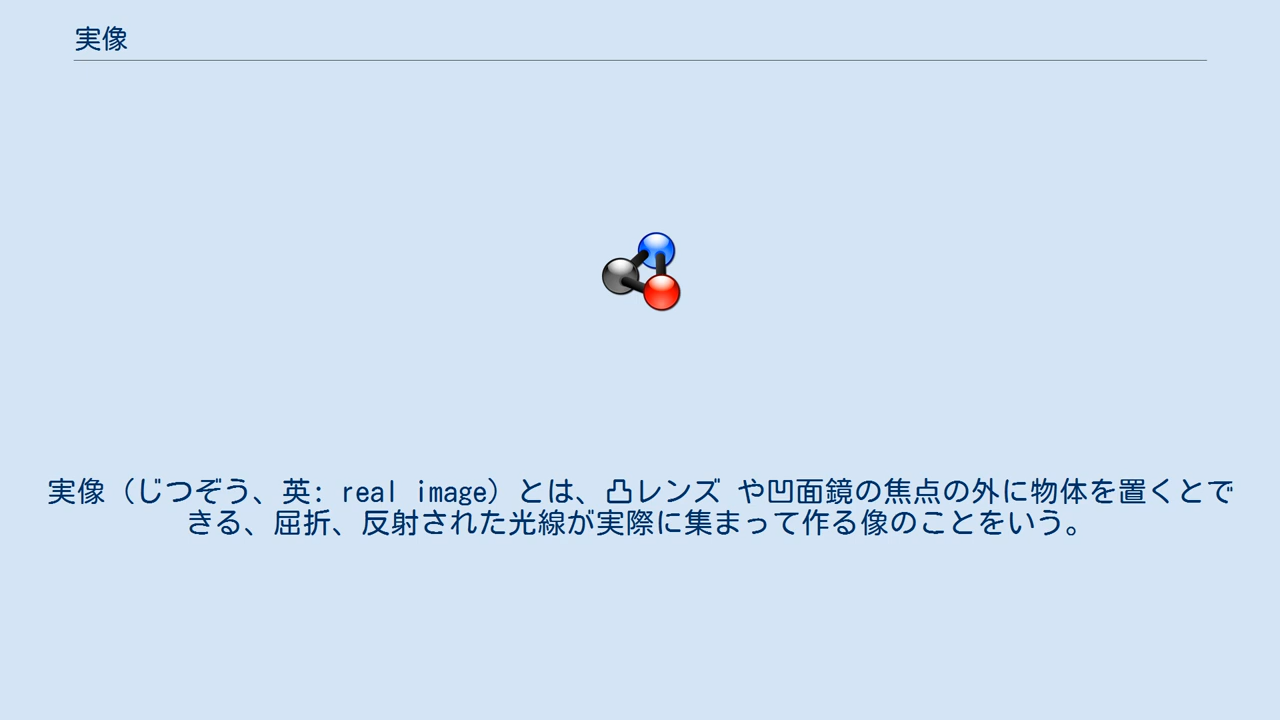 実像
実像（じつぞう、英: real image）とは、凸レンズ や凹面鏡の焦点の外に物体を置くとで
きる、屈折、反射された光線が実際に集まって作る像のことをいう。